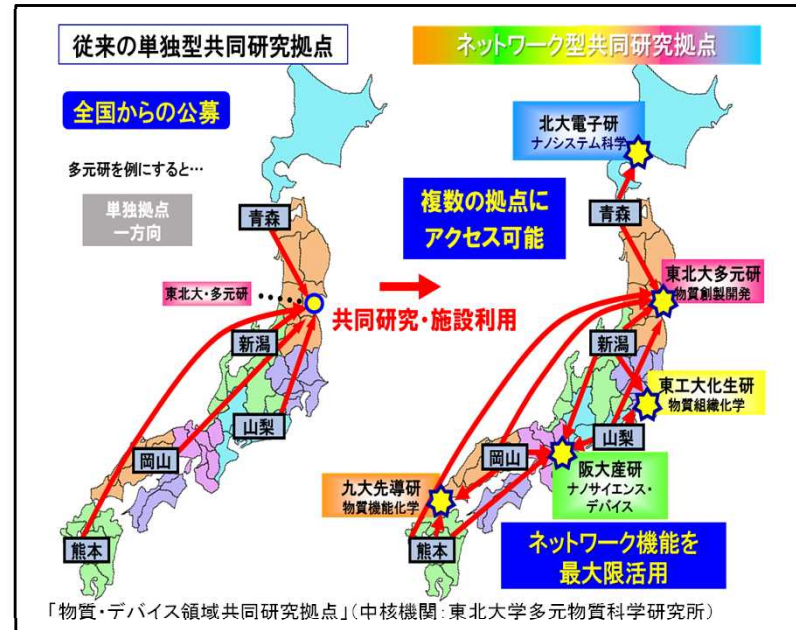 従来の単独型共同研究拠点
全国からの公募
多元研を例にすると…
単独拠点
一方向
青森
東北大・多元研
新潟
山梨
岡山
熊本
共同研究・施設利用
ネットワーク型共同研究拠点
北大電子研
ナノシステム科学
複数の拠点に
アクセス可能
青森
東北大多元研
物質創製開発
新潟
東工大化生研
物質組織化学
山梨
岡山
阪大産研
ナノサイエンス・
デバイス
九大先導研
物質機能化学
熊本
ネットワーク機能を
最大限活用
「物質・デバイス領域共同研究拠点」(中核機関:東北大学多元物質科学研究所)